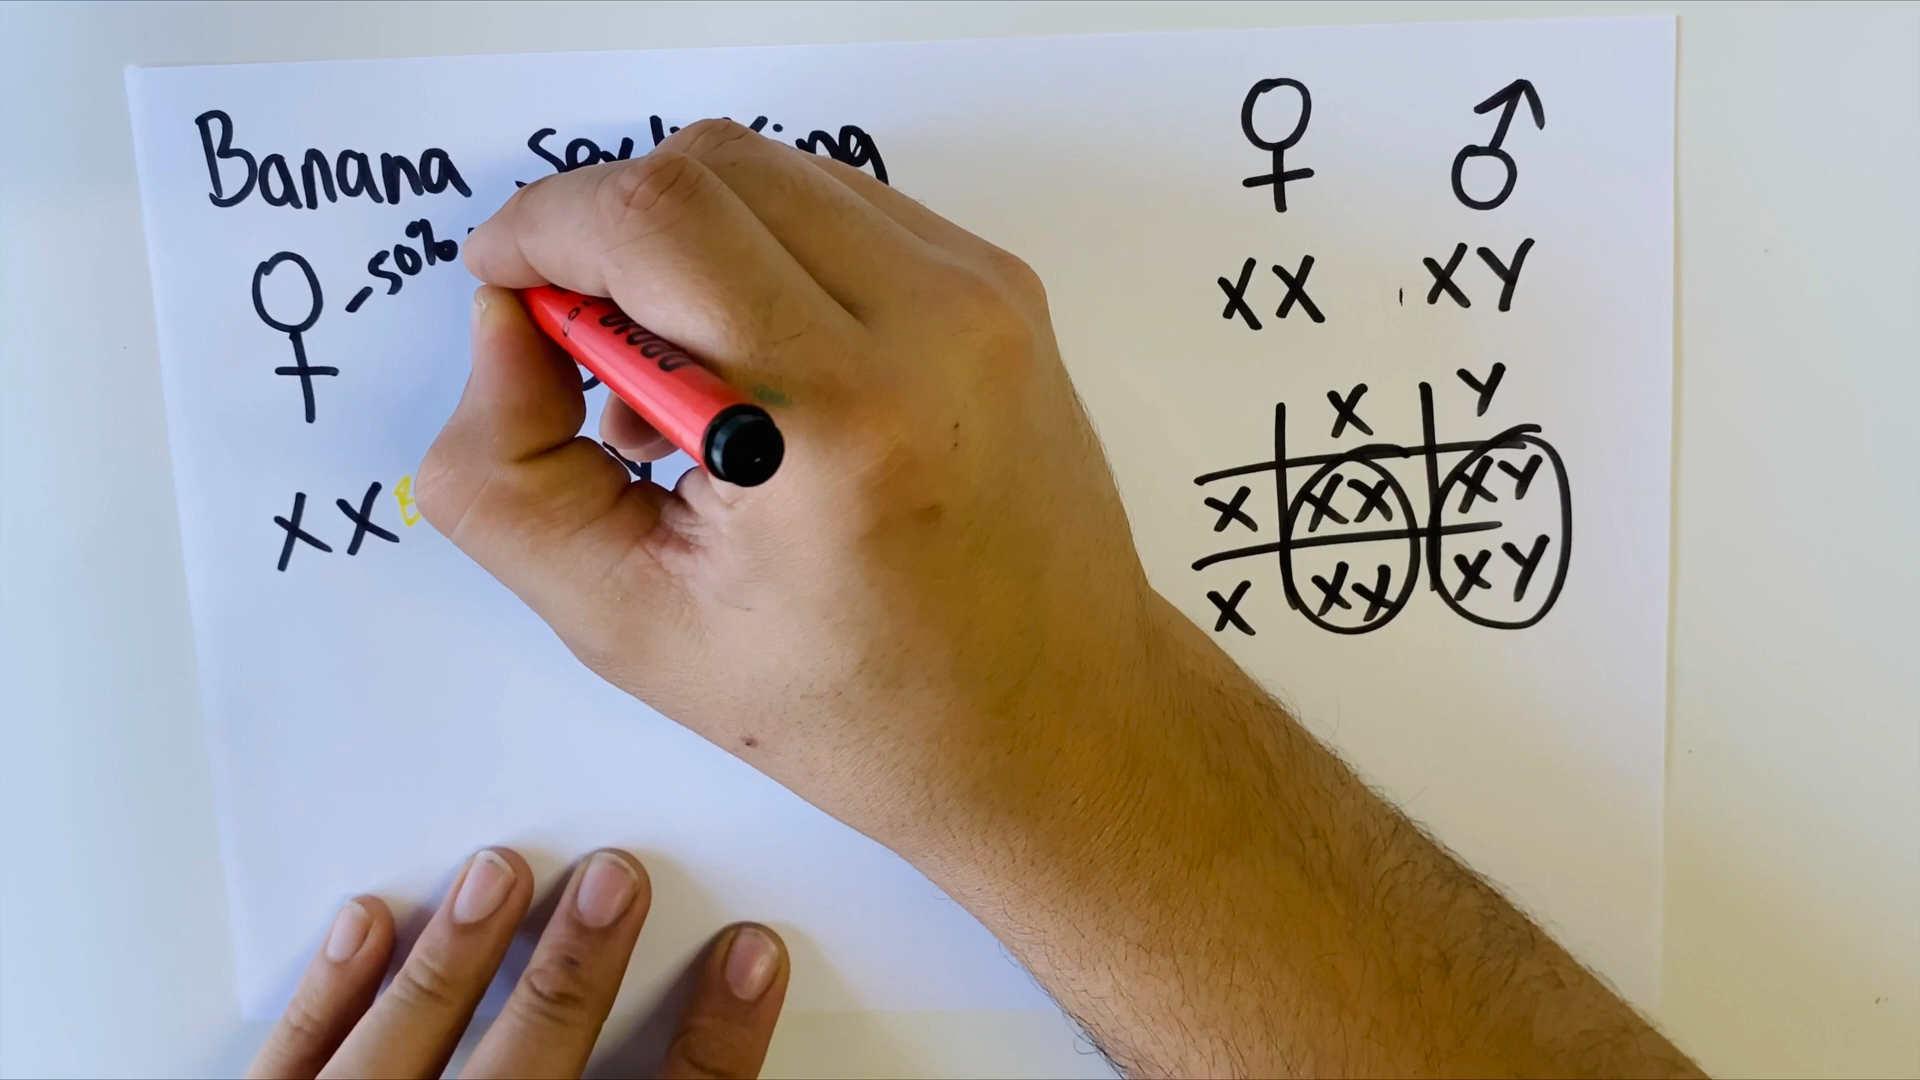 Banana
♀ ♂
♀ -50%
XX XY
X Y
X XX XY
X XX XY
XX